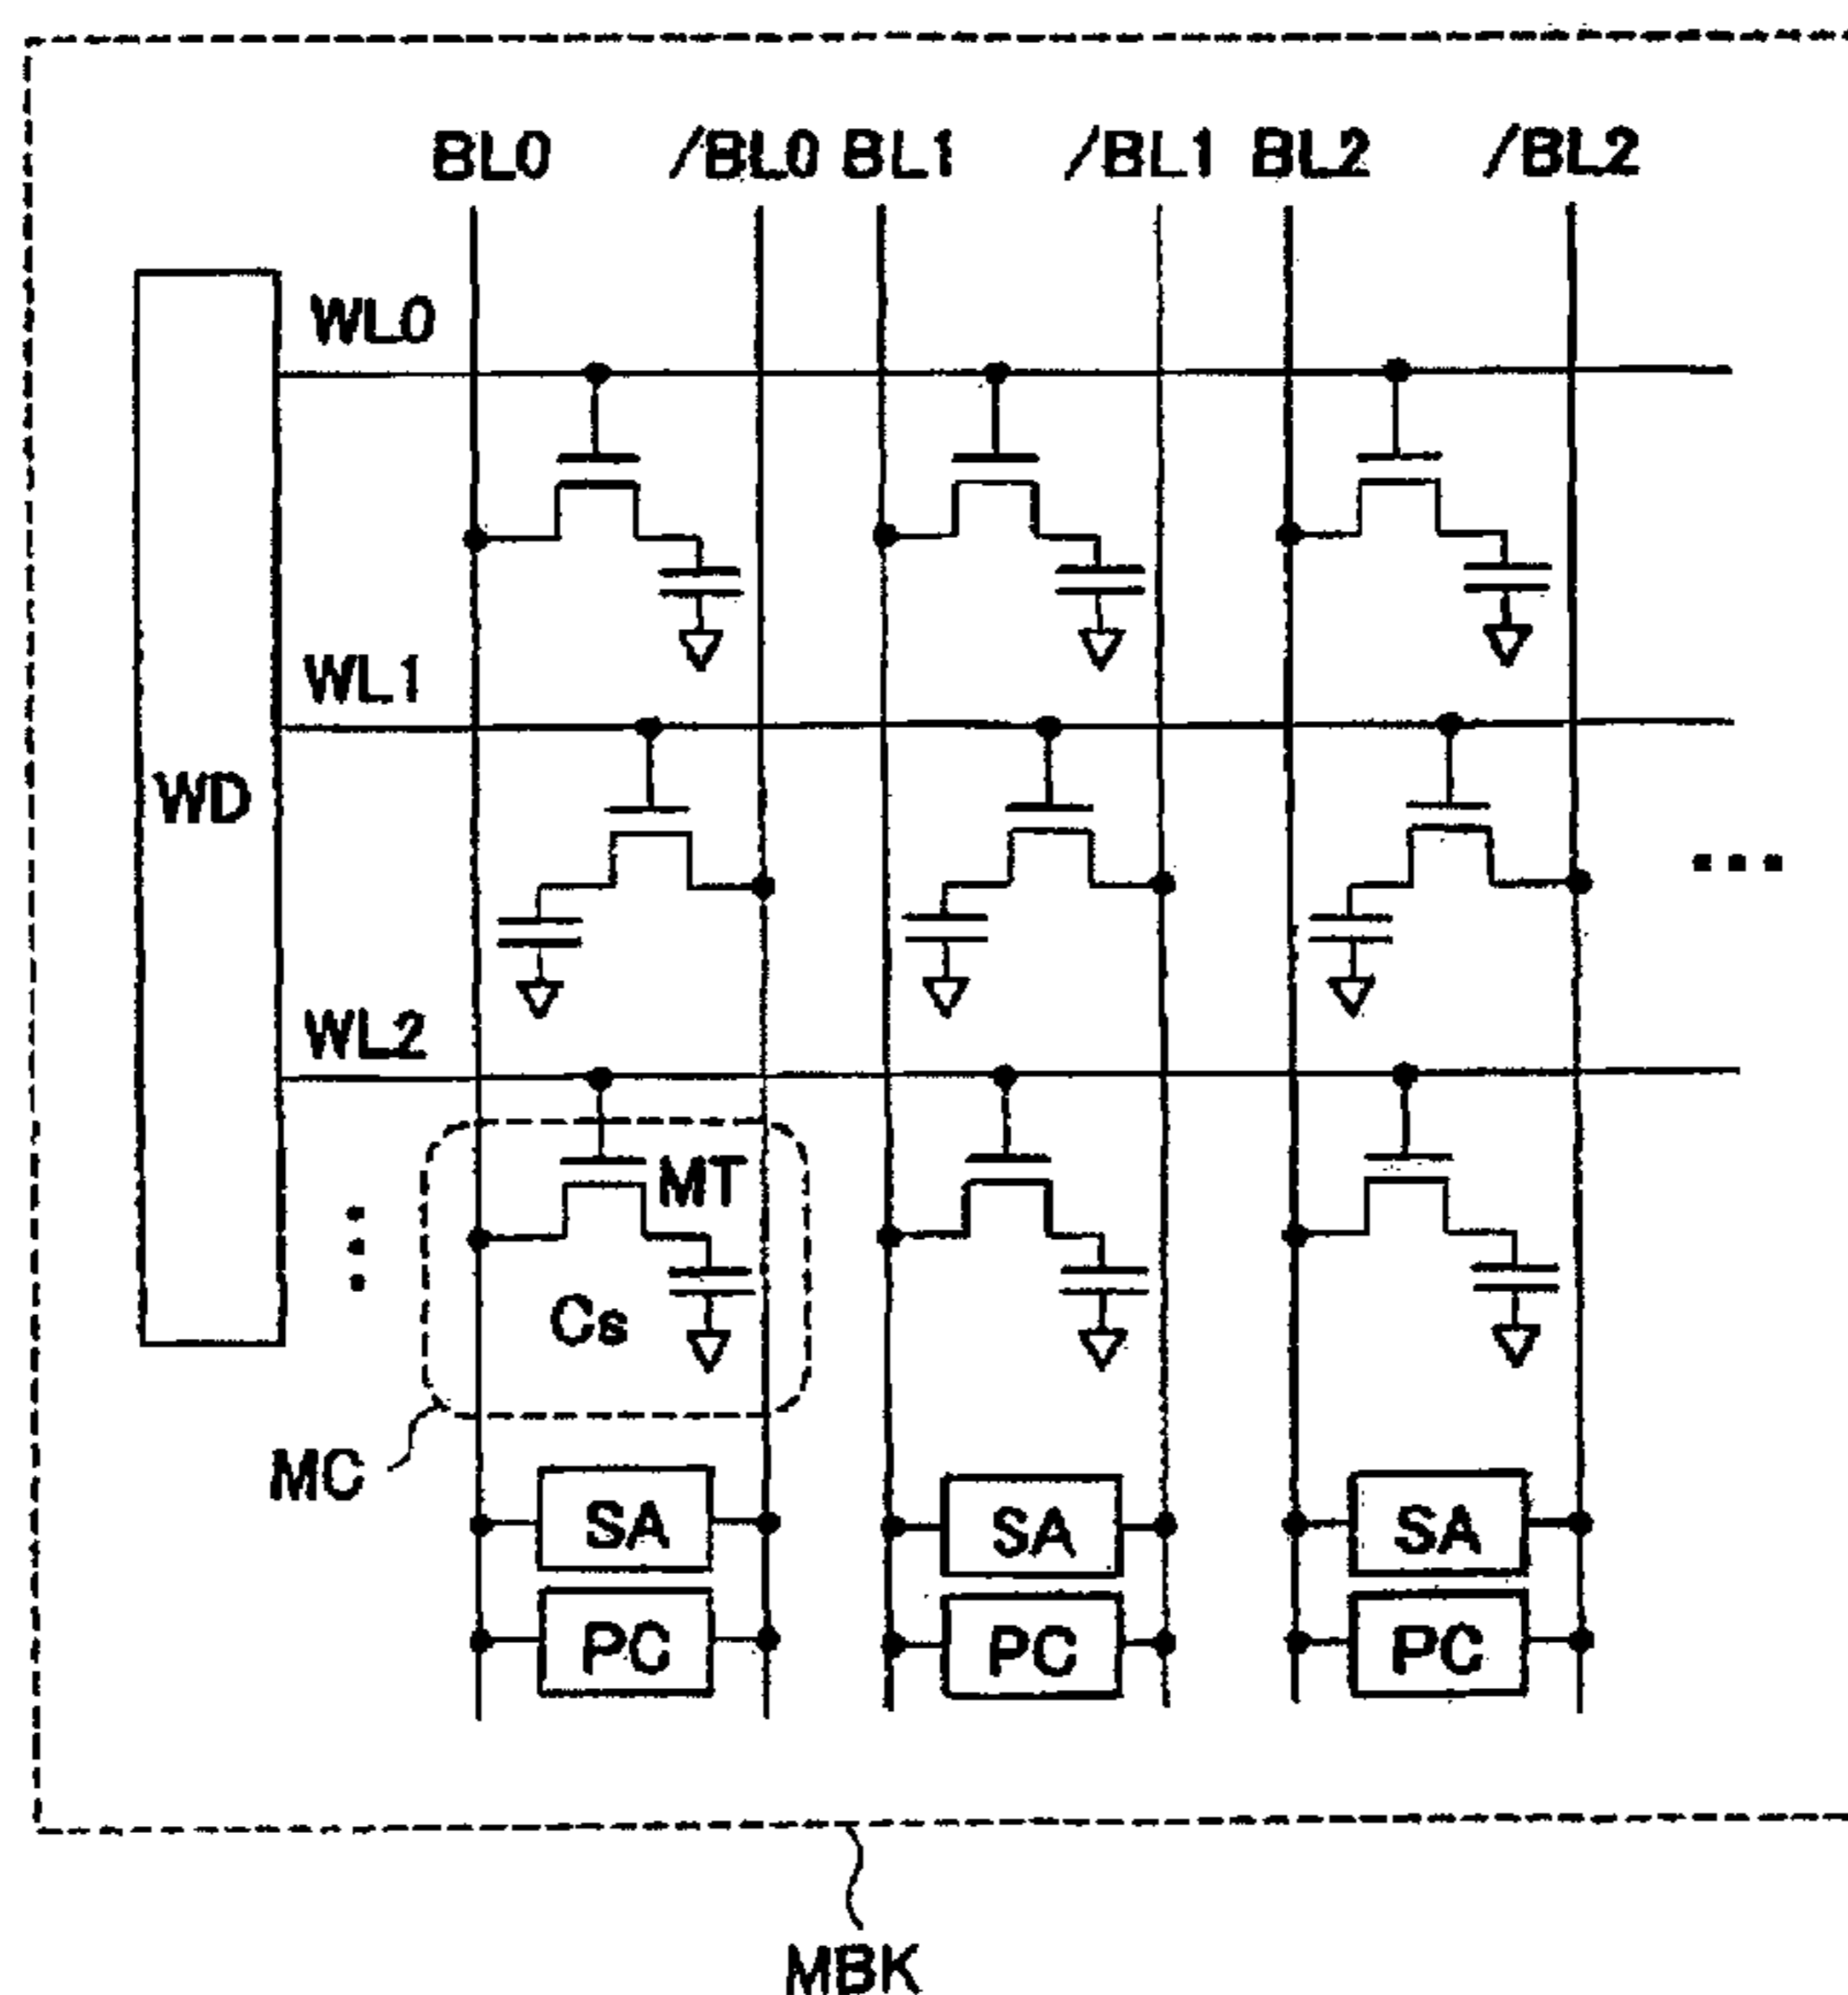 BL0 /BL0 BL1 /BL1 BL2 /BL2
WL0
WL1
WD
WL2
MT
Cs
MC
SA SA SA
PC PC PC
MBK